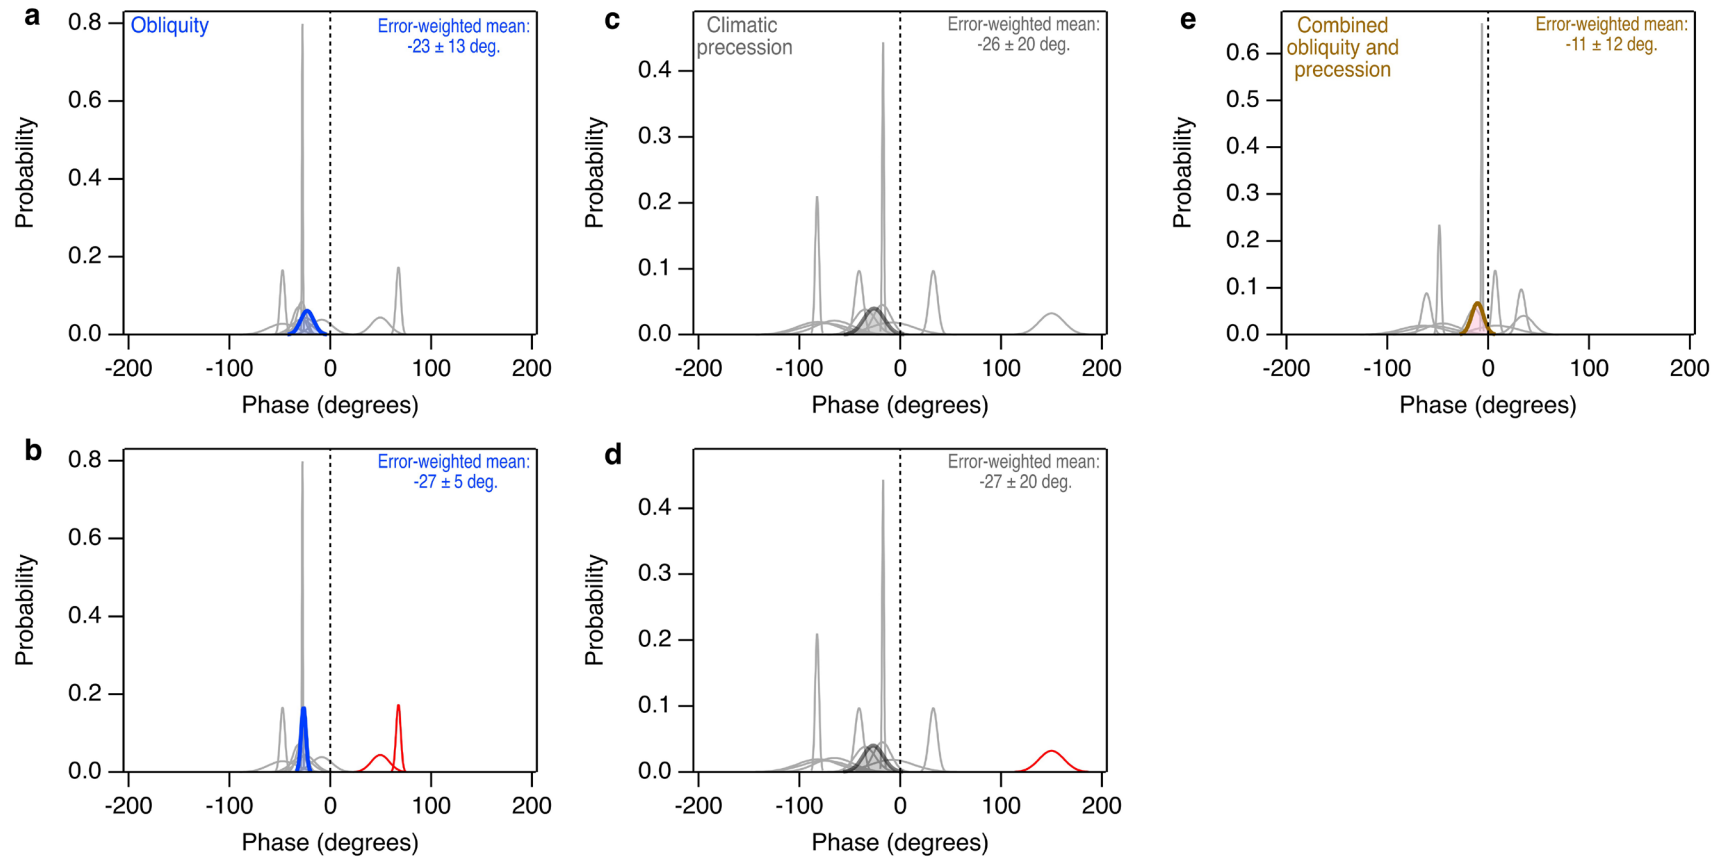 a
Obliquity
Error-weighted mean:
-23 ± 13 deg.
0.8
0.6
0.4
0.2
0.0
Probability
-200 -100 0 100 200
Phase (degrees)
c
Climatic
precession
Error-weighted mean:
-26 ± 20 deg.
0.4
0.3
0.2
0.1
0.0
Probability
-200 -100 0 100 200
Phase (degrees)
e
Combined
obliquity and
precession
Error-weighted mean:
-11 ± 12 deg.
0.6
0.5
0.4
0.3
0.2
0.1
0.0
Probability
-200 -100 0 100 200
Phase (degrees)
b
Error-weighted mean:
-27 ± 5 deg.
0.8
0.6
0.4
0.2
0.0
Probability
-200 -100 0 100 200
Phase (degrees)
d
Error-weighted mean:
-27 ± 20 deg.
0.4
0.3
0.2
0.1
0.0
Probability
-200 -100 0 100 200
Phase (degrees)